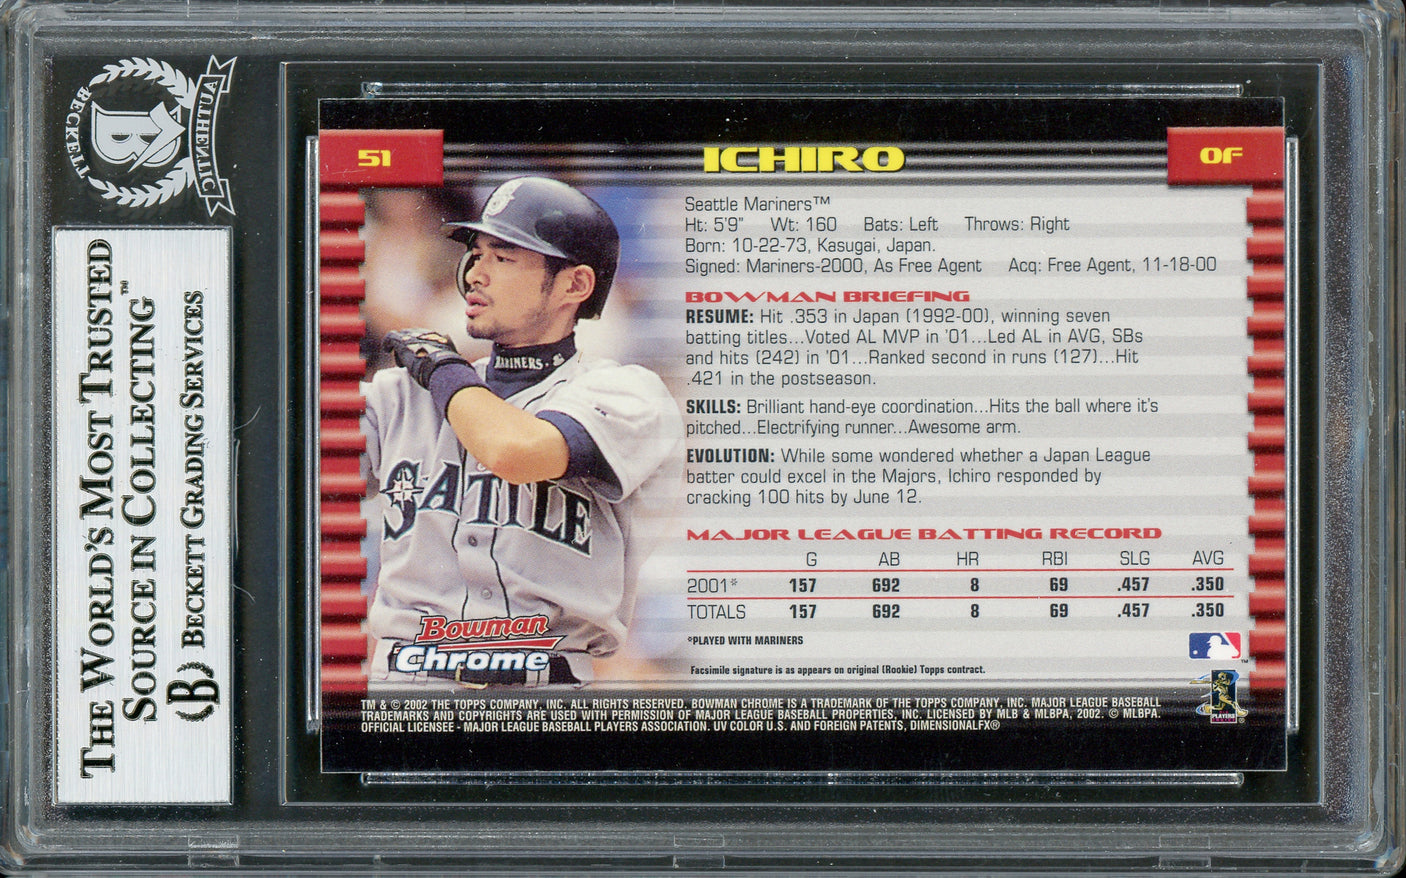 BECKETT
AUTHENTIC
B
THE WORLD'S MOST TRUSTED
SOURCE IN COLLECTING™
BECKETT GRADING SERVICES
51
ICHIRO
OF
Seattle Mariners™
Ht: 5'9" Wt: 160 Bats: Left Throws: Right
Born: 10-22-73, Kasugai, Japan.
Signed: Mariners-2000, As Free Agent Acq: Free Agent, 11-18-00
BOWMAN BRIEFING
RESUME: Hit .353 in Japan (1992-00), winning seven
batting titles...Voted AL MVP in '01...Led AL in AVG, SBs
and hits (242) in '01...Ranked second in runs (127)...Hit
.421 in the postseason.
SKILLS: Brilliant hand-eye coordination...Hits the ball where it's
pitched...Electrifying runner...Awesome arm.
EVOLUTION: While some wondered whether a Japan League
batter could excel in the Majors, Ichiro responded by
cracking 100 hits by June 12.
MAJOR LEAGUE BATTING RECORD
G AB HR RBI SLG AVG
2001* 157 692 8 69 .457 .350
TOTALS 157 692 8 69 .457 .350
*PLAYED WITH MARINERS
Facsimile signature is as appears on original (Rookie) Topps contract.
MARINERS
SEATTLE
Bowman
Chrome
PLAYERS
TM & © 2002 THE TOPPS COMPANY, INC. ALL RIGHTS RESERVED. BOWMAN CHROME IS A TRADEMARK OF THE TOPPS COMPANY, INC. MAJOR LEAGUE BASEBALL
TRADEMARKS AND COPYRIGHTS ARE USED WITH PERMISSION OF MAJOR LEAGUE BASEBALL PROPERTIES, INC. LICENSED BY MLB & MLBPA, 2002. © MLBPA.
OFFICIAL LICENSEE - MAJOR LEAGUE BASEBALL PLAYERS ASSOCIATION. UV COLOR U.S. AND FOREIGN PATENTS, DIMENSIONALFX®